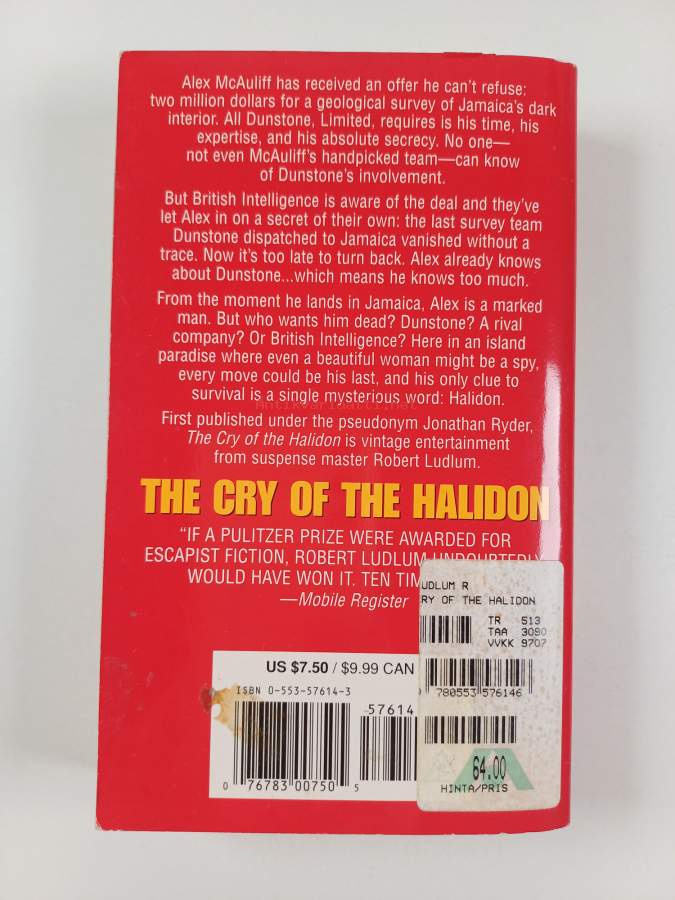 Alex McAuliff has received an offer he can't refuse:
two million dollars for a geological survey of Jamaica's dark
interior. All Dunstone, Limited, requires is his time, his
expertise, and his absolute secrecy. No one—
not even McAuliff's handpicked team—can know
of Dunstone's involvement.
But British Intelligence is aware of the deal and they've
let Alex in on a secret of their own: the last survey team
Dunstone dispatched to Jamaica vanished without a
trace. Now it's too late to turn back. Alex already knows
about Dunstone...which means he knows too much.
From the moment he lands in Jamaica, Alex is a marked
man. But who wants him dead? Dunstone? A rival
company? Or British Intelligence? Here in an island
paradise where even a beautiful woman might be a spy,
every move could be his last, and his only clue to
survival is a single mysterious word: Halidon.
antikvariaatti.net
First published under the pseudonym Jonathan Ryder,
The Cry of the Halidon is vintage entertainment
from suspense master Robert Ludlum.
THE CRY OF THE HALIDON
"IF A PULITZER PRIZE WERE AWARDED FOR
ESCAPIST FICTION, ROBERT LUDLUM UNDOUBTEDLY
WOULD HAVE WON IT. TEN
—Mobile Register
UDLUM R
RY OF THE HALIDON
TR 513
TAA 3090
VVKK 9707
780553 576146
64.00
HINTA/PRIS
US $7.50 / $9.99 CAN
ISBN 0-553-57614-3
57614
0 76783 00750 5